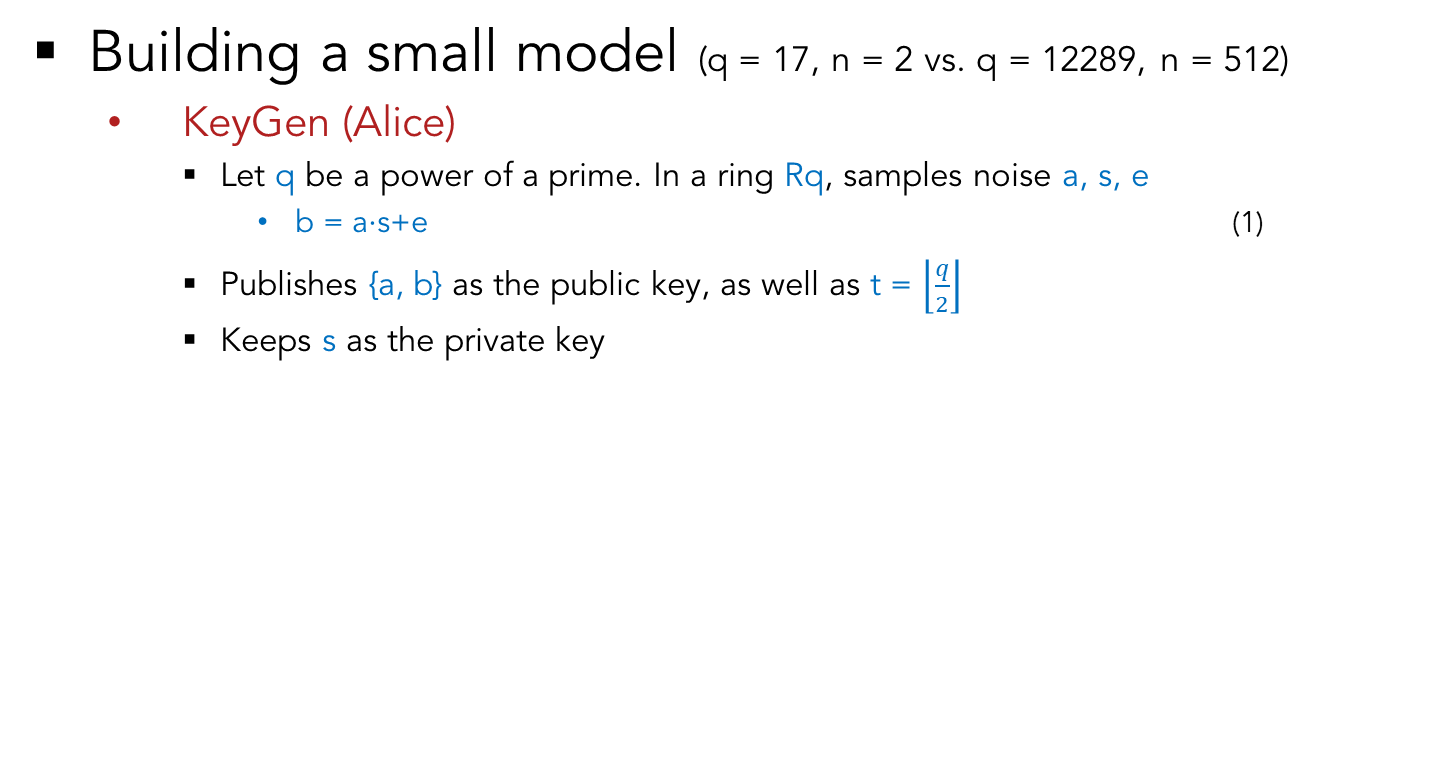 ▪ Building a small model (q = 17, n = 2 vs. q = 12289, n = 512)
• KeyGen (Alice)
▪ Let q be a power of a prime. In a ring Rq, samples noise a, s, e
• b = a·s+e (1)
▪ Publishes {a, b} as the public key, as well as t = ⌊q/2⌋
▪ Keeps s as the private key